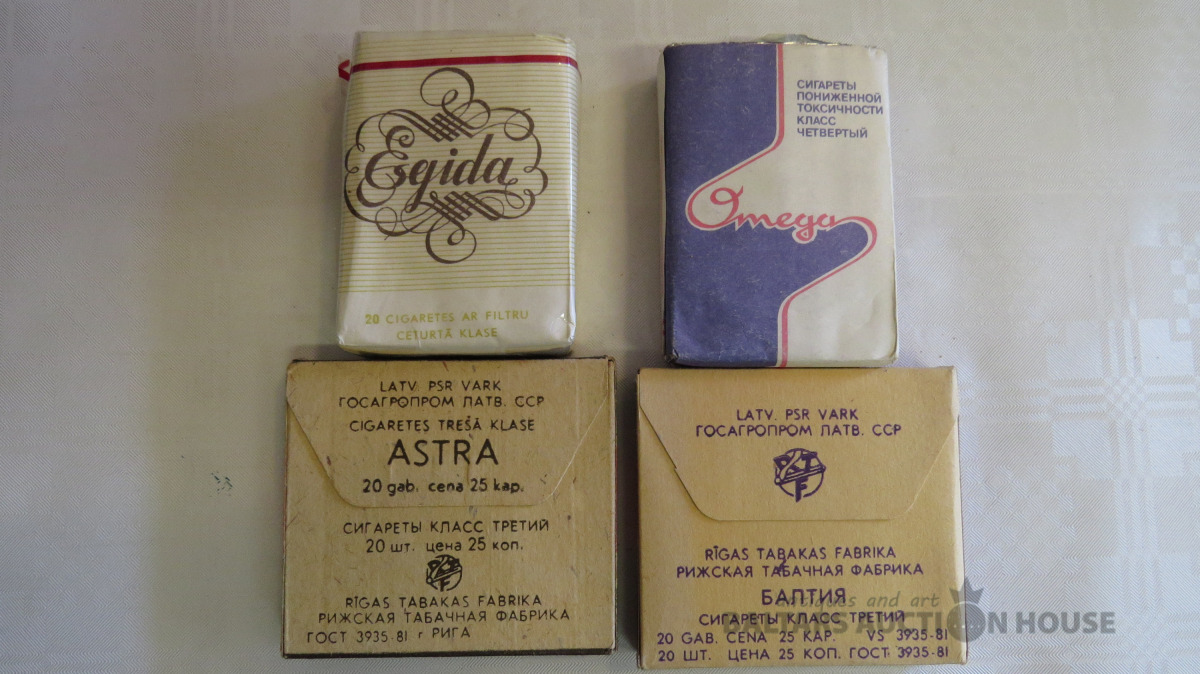 Egida
20 CIGARETES AR FILTRU
CETURTĀ KLASE
СИГАРЕТЫ
ПОНИЖЕННОЙ
ТОКСИЧНОСТИ
КЛАСС
ЧЕТВЕРТЫЙ
Omega
LATV. PSR VARK
ГОСАГРОПРОМ ЛАТВ. ССР
CIGARETES TREŠĀ KLASE
ASTRA
20 gab. cena 25 kap.
СИГАРЕТЫ КЛАСС ТРЕТИЙ
20 шт. цена 25 коп.
RĪGAS TABAKAS FABRIKA
РИЖСКАЯ ТАБАЧНАЯ ФАБРИКА
ГОСТ 3935-81 г РИГА
LATV. PSR VARK
ГОСАГРОПРОМ ЛАТВ. ССР
RĪGAS TABAKAS FABRIKA
РИЖСКАЯ ТАБАЧНАЯ ФАБРИКА
БАЛТИЯ
СИГАРЕТЫ КЛАСС ТРЕТИЙ
20 GAB. CENA 25 KAP. VS 3935-81
20 ШТ. ЦЕНА 25 КОП. ГОСТ 3935-81
antiques and art
BALTARS AUCTION HOUSE